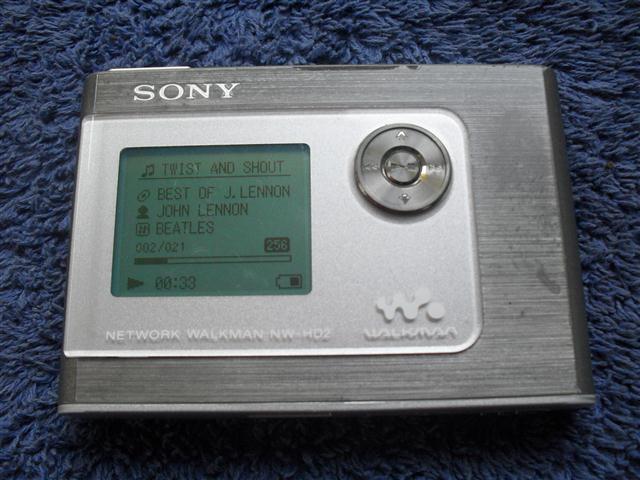 SONY
TWIST AND SHOUT
BEST OF J.LENNON
JOHN LENNON
BEATLES
002/021 256
00:33
NETWORK WALKMAN NW-HD2
WALKMAN